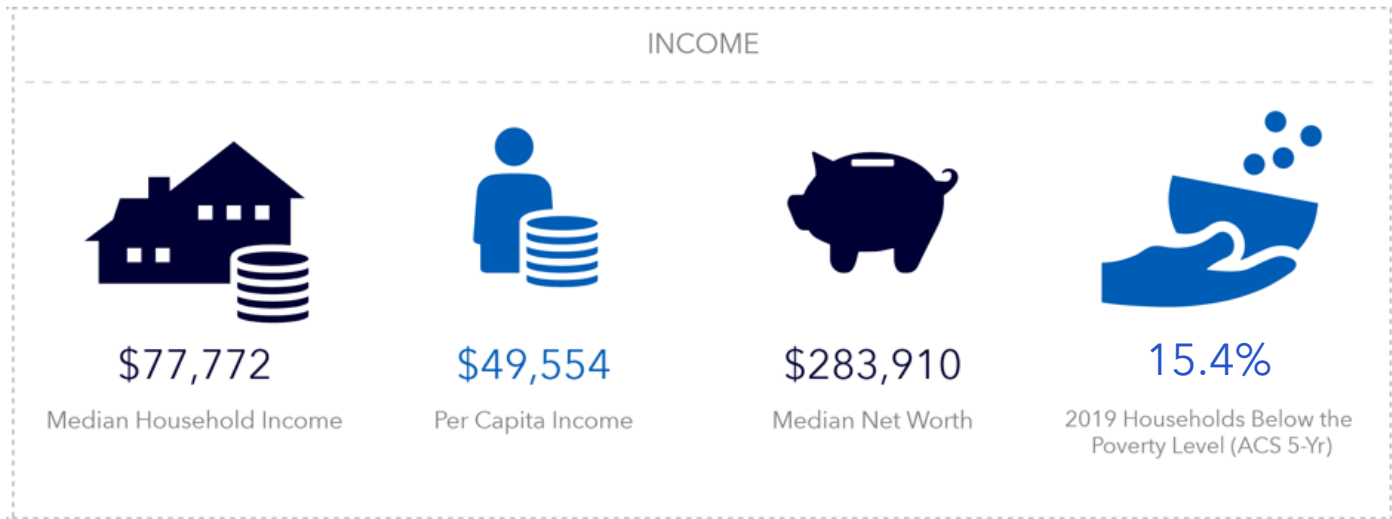 INCOME
$77,772
Median Household Income
$49,554
Per Capita Income
$283,910
Median Net Worth
15.4%
2019 Households Below the
Poverty Level (ACS 5-Yr)